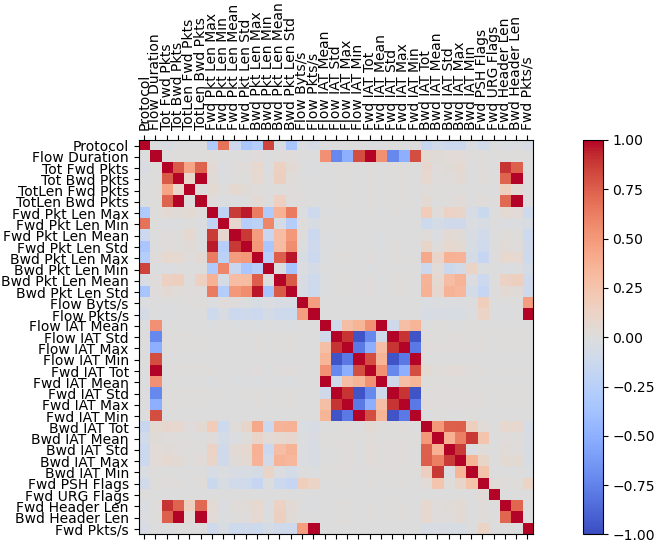 Protocol
Flow Duration
Tot Fwd Pkts
Tot Bwd Pkts
TotLen Fwd Pkts
TotLen Bwd Pkts
Fwd Pkt Len Max
Fwd Pkt Len Min
Fwd Pkt Len Mean
Fwd Pkt Len Std
Bwd Pkt Len Max
Bwd Pkt Len Min
Bwd Pkt Len Mean
Bwd Pkt Len Std
Flow Byts/s
Flow Pkts/s
Flow IAT Mean
Flow IAT Std
Flow IAT Max
Flow IAT Min
Fwd IAT Tot
Fwd IAT Mean
Fwd IAT Std
Fwd IAT Max
Fwd IAT Min
Bwd IAT Tot
Bwd IAT Mean
Bwd IAT Std
Bwd IAT Max
Bwd IAT Min
Fwd PSH Flags
Fwd URG Flags
Fwd Header Len
Bwd Header Len
Fwd Pkts/s
Protocol
Flow Duration
Tot Fwd Pkts
Tot Bwd Pkts
TotLen Fwd Pkts
TotLen Bwd Pkts
Fwd Pkt Len Max
Fwd Pkt Len Min
Fwd Pkt Len Mean
Fwd Pkt Len Std
Bwd Pkt Len Max
Bwd Pkt Len Min
Bwd Pkt Len Mean
Bwd Pkt Len Std
Flow Byts/s
Flow Pkts/s
Flow IAT Mean
Flow IAT Std
Flow IAT Max
Flow IAT Min
Fwd IAT Tot
Fwd IAT Mean
Fwd IAT Std
Fwd IAT Max
Fwd IAT Min
Bwd IAT Tot
Bwd IAT Mean
Bwd IAT Std
Bwd IAT Max
Bwd IAT Min
Fwd PSH Flags
Fwd URG Flags
Fwd Header Len
Bwd Header Len
Fwd Pkts/s
1.00
0.75
0.50
0.25
0.00
−0.25
−0.50
−0.75
−1.00